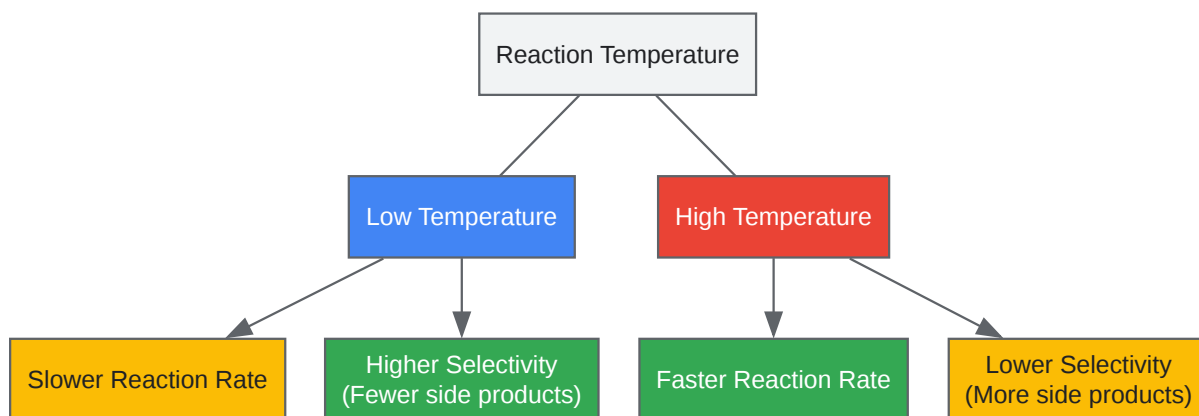 Reaction Temperature
Low Temperature
High Temperature
Slower Reaction Rate
Higher Selectivity
(Fewer side products)
Faster Reaction Rate
Lower Selectivity
(More side products)